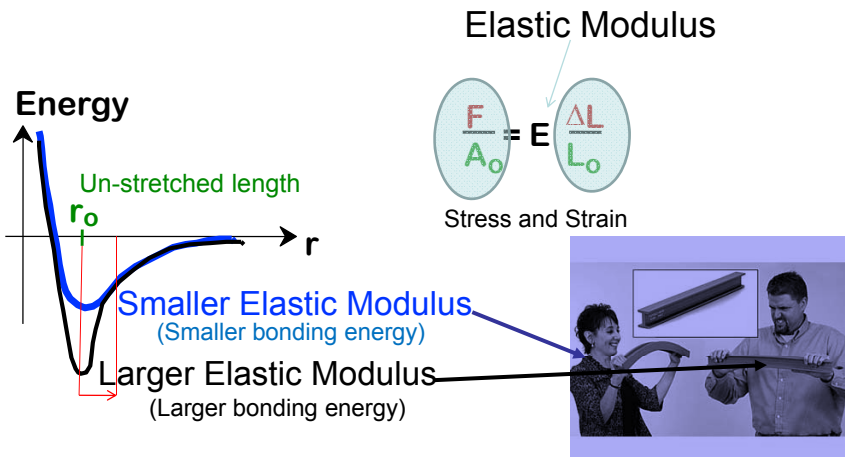 Elastic Modulus
Energy
F
A₀
= E
ΔL
L₀
Un-stretched length
r₀
r
Stress and Strain
Smaller Elastic Modulus
(Smaller bonding energy)
Larger Elastic Modulus
(Larger bonding energy)